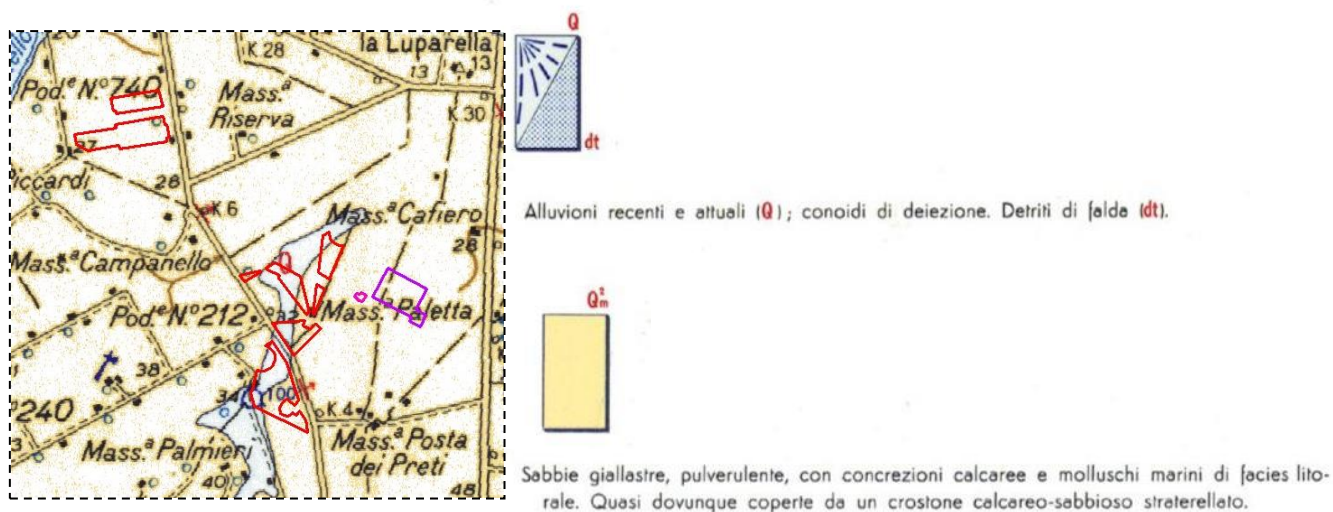 K 28
la Luparella
13
13
Pod.e N.o 740
Mass.a
Riserva
K.30
37
Piccardi
28
K 6
Mass.a Cafiero
28
Mass.a Campanello
Q
Pod.e N.o 212
Mass.a Paletta
38
34
100
240
K 4
Mass.a Palmieri
Mass.a Posta
dei Preti
40
48
Q
dt
Alluvioni recenti e attuali (Q); conoidi di deiezione. Detriti di falda (dt).
Q2m
Sabbie giallastre, pulverulente, con concrezioni calcaree e molluschi marini di facies lito-
rale. Quasi dovunque coperte da un crostone calcareo-sabbioso straterellato.